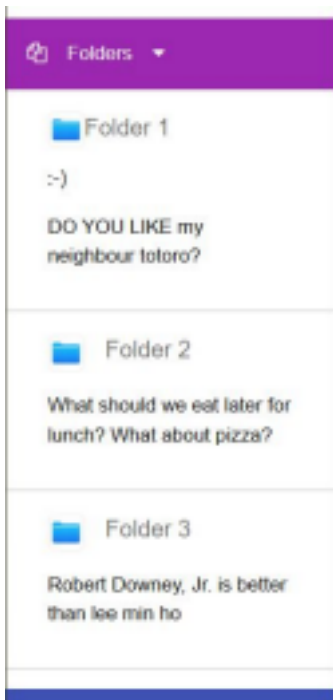 Folders
Folder 1
:-)
DO YOU LIKE my
neighbour totoro?
Folder 2
What should we eat later for
lunch? What about pizza?
Folder 3
Robert Downey, Jr. is better
than lee min ho